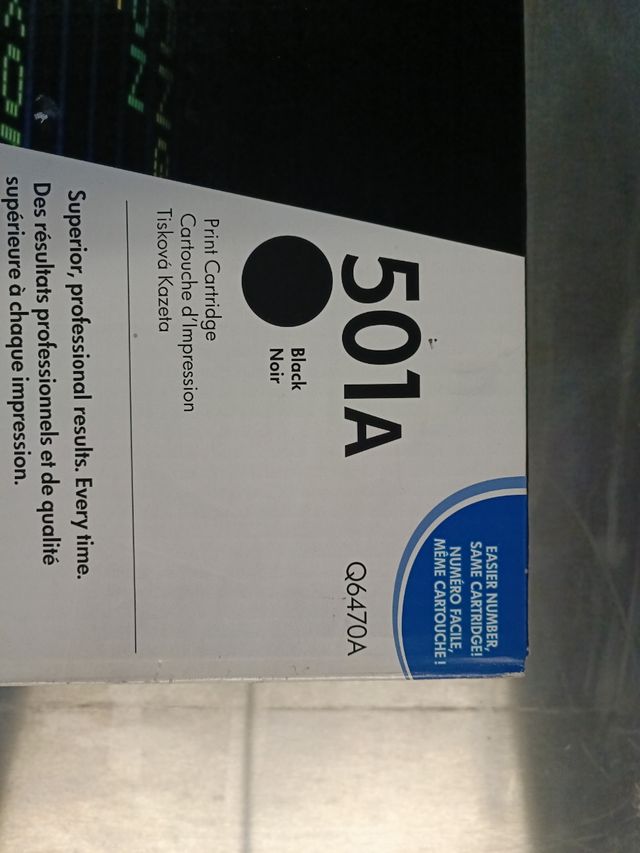 EASIER NUMBER,
SAME CARTRIDGE!
NUMÉRO FACILE,
MÊME CARTOUCHE !
501A
Q6470A
Black
Noir
Print Cartridge
Cartouche d'Impression
Tisková Kazeta
Superior, professional results. Every time.
Des résultats professionnels et de qualité
supérieure à chaque impression.